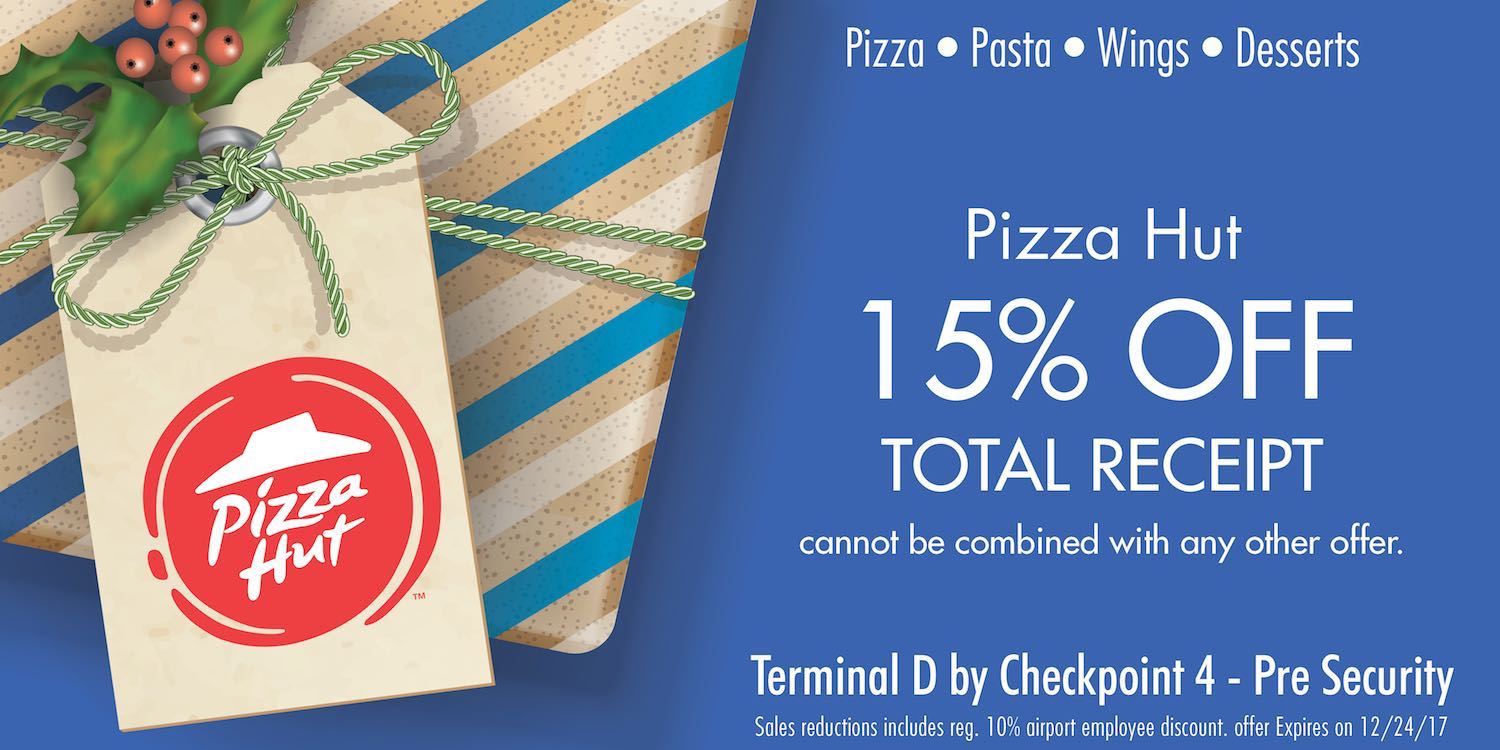 Pizza • Pasta • Wings • Desserts
Pizza Hut
15% OFF
TOTAL RECEIPT
cannot be combined with any other offer.
Terminal D by Checkpoint 4 - Pre Security
Sales reductions includes reg. 10% airport employee discount. offer Expires on 12/24/17
Pizza
Hut
TM